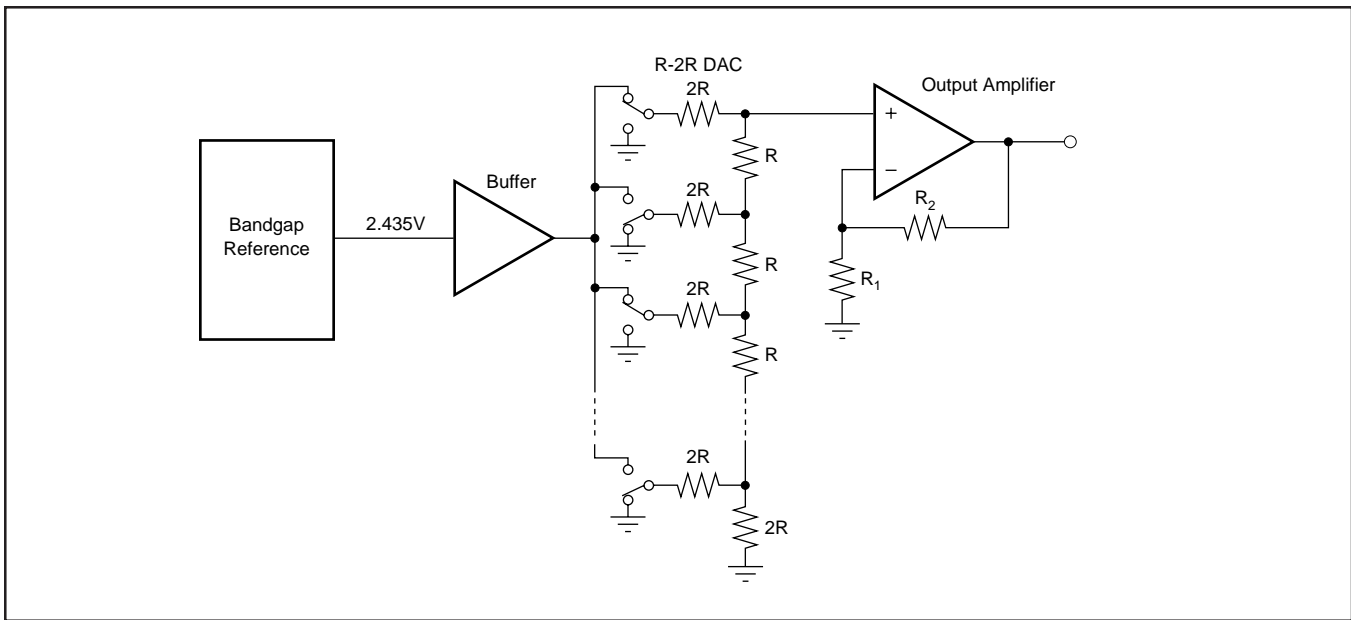 R-2R DAC
2R
Output Amplifier
+
R
−
Buffer
2R
R₂
Bandgap
Reference
2.435V
R
R₁
2R
R
2R
2R